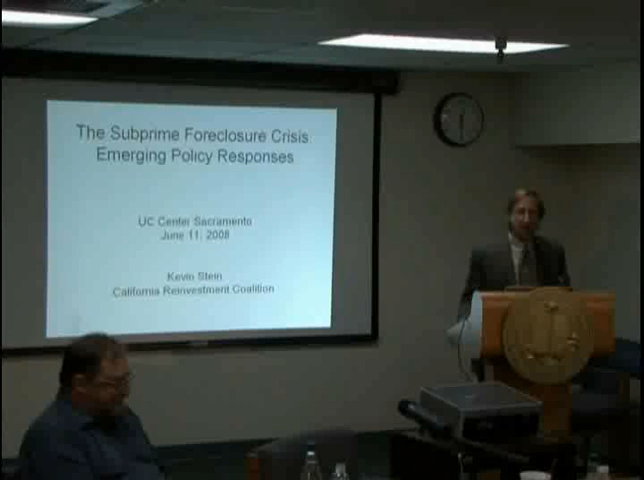 The Subprime Foreclosure Crisis
Emerging Policy Responses
UC Center Sacramento
June 11, 2008
Kevin Stein
California Reinvestment Coalition